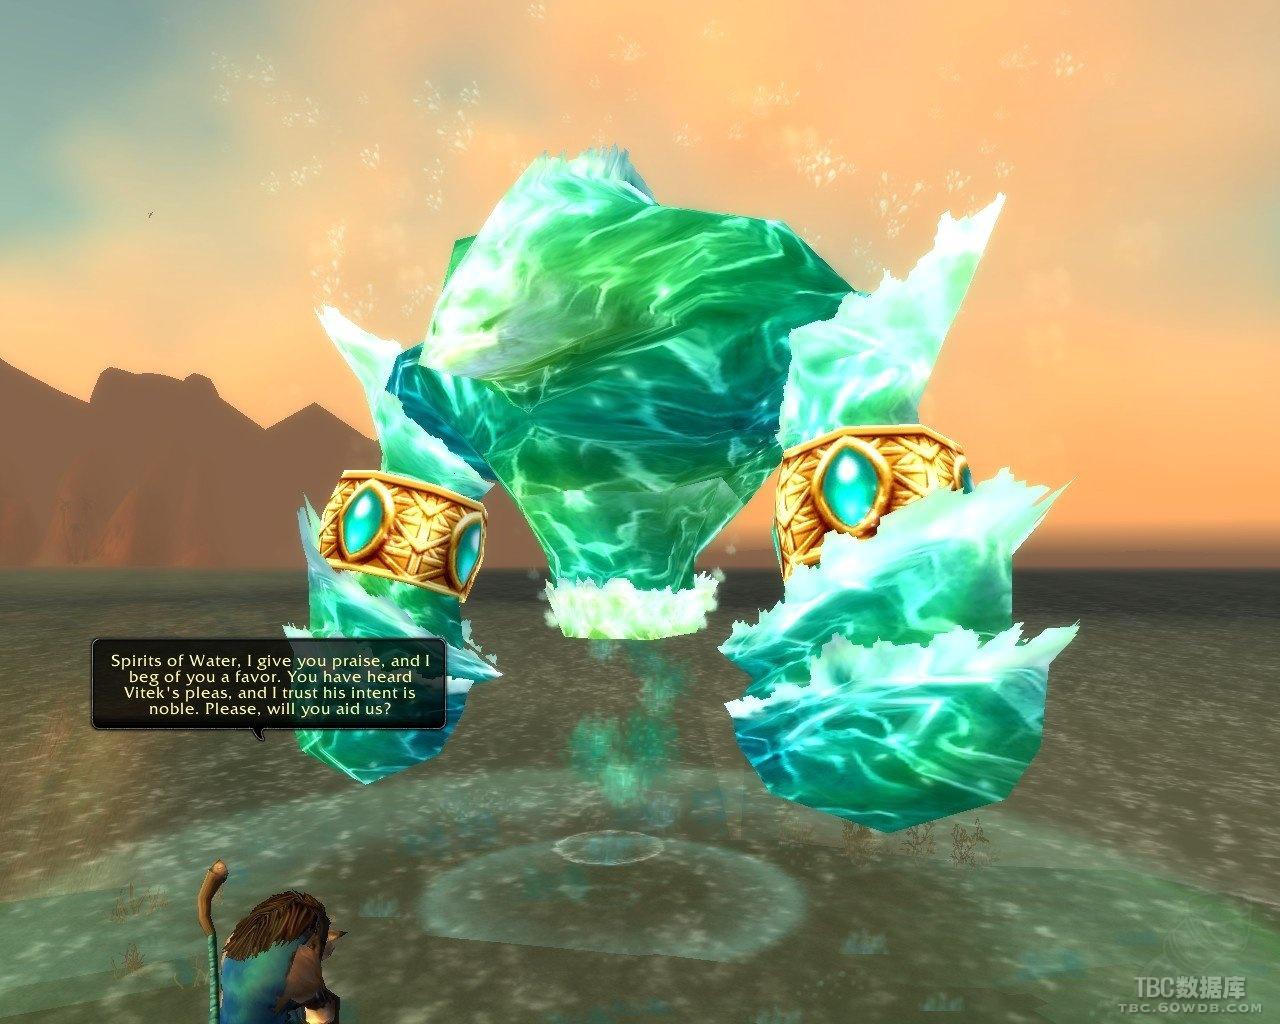 Spirits of Water, I give you praise, and I
beg of you a favor. You have heard
Vitek's pleas, and I trust his intent is
noble. Please, will you aid us?
TBC数据库
TBC.60WDB.COM